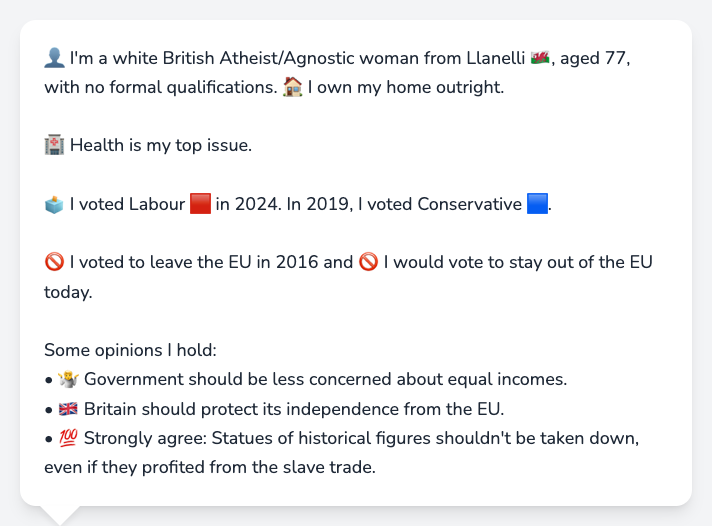 👤 I'm a white British Atheist/Agnostic woman from Llanelli 🏴󠁧󠁢󠁷󠁬󠁳󠁿, aged 77,
with no formal qualifications. 🏠 I own my home outright.
🏥 Health is my top issue.
🗳️ I voted Labour 🟥 in 2024. In 2019, I voted Conservative 🟦.
🚫 I voted to leave the EU in 2016 and 🚫 I would vote to stay out of the EU
today.
Some opinions I hold:
• 🤷 Government should be less concerned about equal incomes.
• 🇬🇧 Britain should protect its independence from the EU.
• 💯 Strongly agree: Statues of historical figures shouldn't be taken down,
even if they profited from the slave trade.